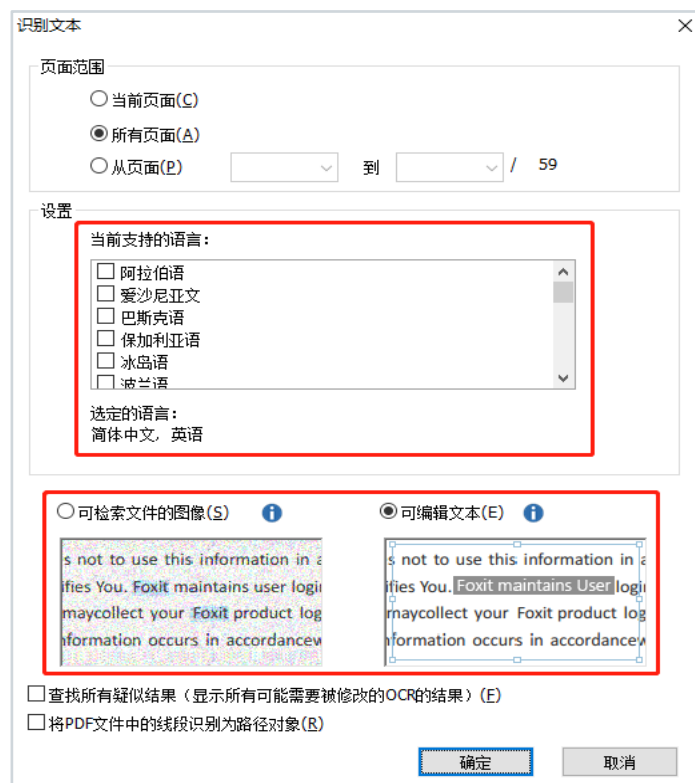 识别文本
页面范围
当前页面(C)
所有页面(A)
从页面(P) 到 / 59
设置
当前支持的语言：
阿拉伯语
爱沙尼亚文
巴斯克语
保加利亚语
冰岛语
波兰语
选定的语言：
简体中文, 英语
可检索文件的图像(S)
s not to use this information in a
ifies You. Foxit maintains user login
maycollect your Foxit product log
nformation occurs in accordancew
可编辑文本(E)
s not to use this information in a
ifies You. Foxit maintains User logi
maycollect your Foxit product log
nformation occurs in accordancew
查找所有疑似结果（显示所有可能需要被修改的OCR的结果）(F)
将PDF文件中的线段识别为路径对象(R)
确定 取消